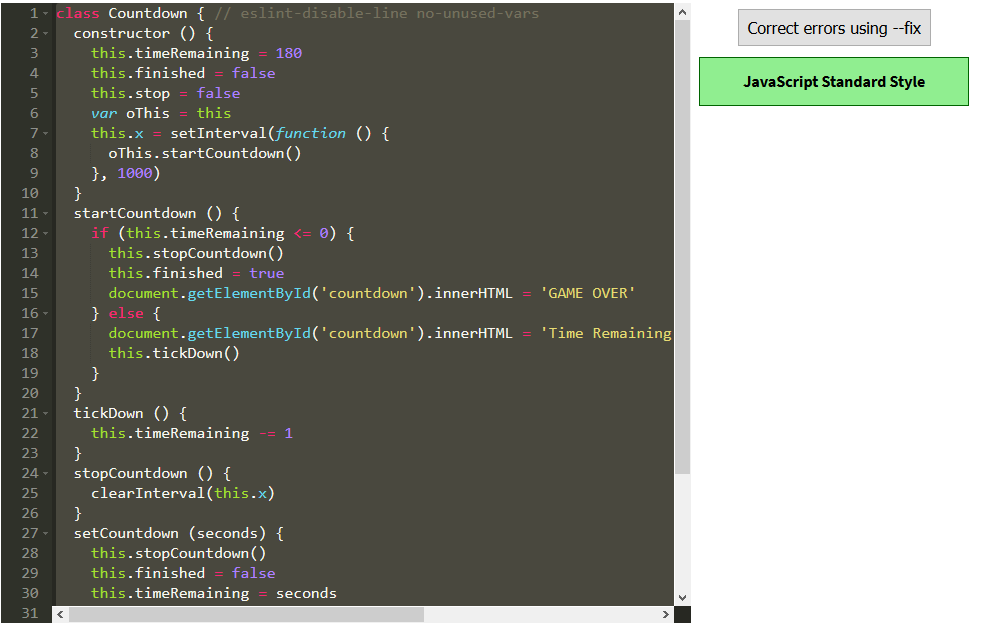 1 class Countdown { // eslint-disable-line no-unused-vars
2 constructor () {
3 this.timeRemaining = 180
4 this.finished = false
5 this.stop = false
6 var oThis = this
7 this.x = setInterval(function () {
8 oThis.startCountdown()
9 }, 1000)
10 }
11 startCountdown () {
12 if (this.timeRemaining <= 0) {
13 this.stopCountdown()
14 this.finished = true
15 document.getElementById('countdown').innerHTML = 'GAME OVER'
16 } else {
17 document.getElementById('countdown').innerHTML = 'Time Remaining
18 this.tickDown()
19 }
20 }
21 tickDown () {
22 this.timeRemaining -= 1
23 }
24 stopCountdown () {
25 clearInterval(this.x)
26 }
27 setCountdown (seconds) {
28 this.stopCountdown()
29 this.finished = false
30 this.timeRemaining = seconds
31
Correct errors using --fix
JavaScript Standard Style